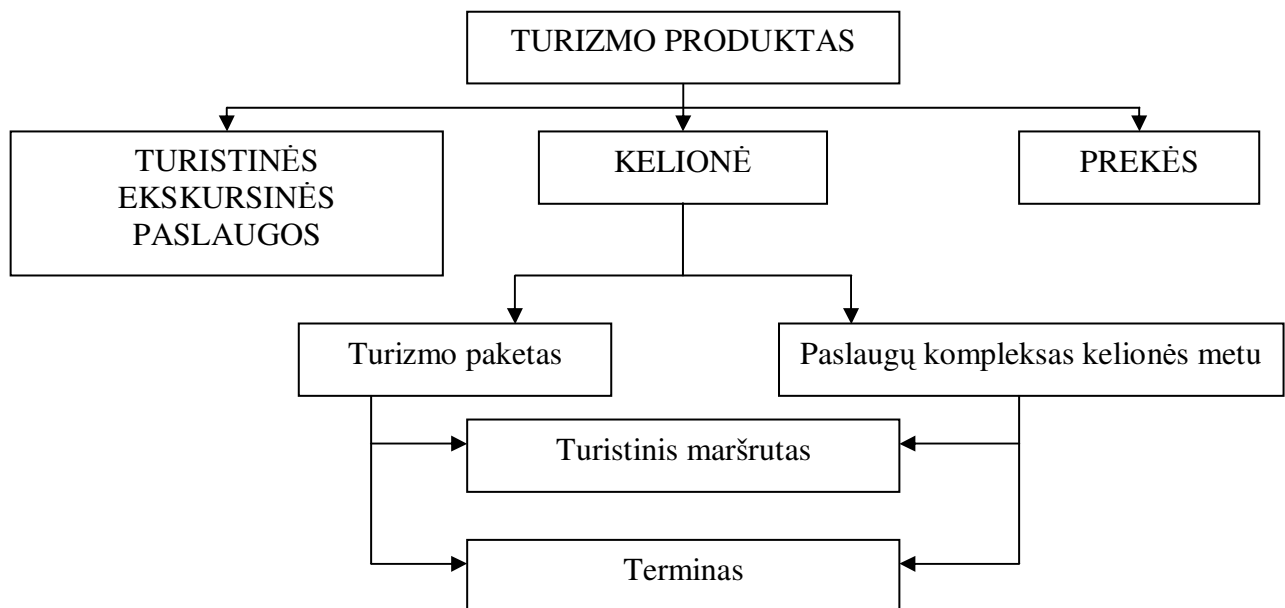 TURIZMO PRODUKTAS
TURISTINĖS
EKSKURSINĖS
PASLAUGOS
KELIONĖ
PREKĖS
Turizmo paketas
Paslaugų kompleksas kelionės metu
Turistinis maršrutas
Terminas